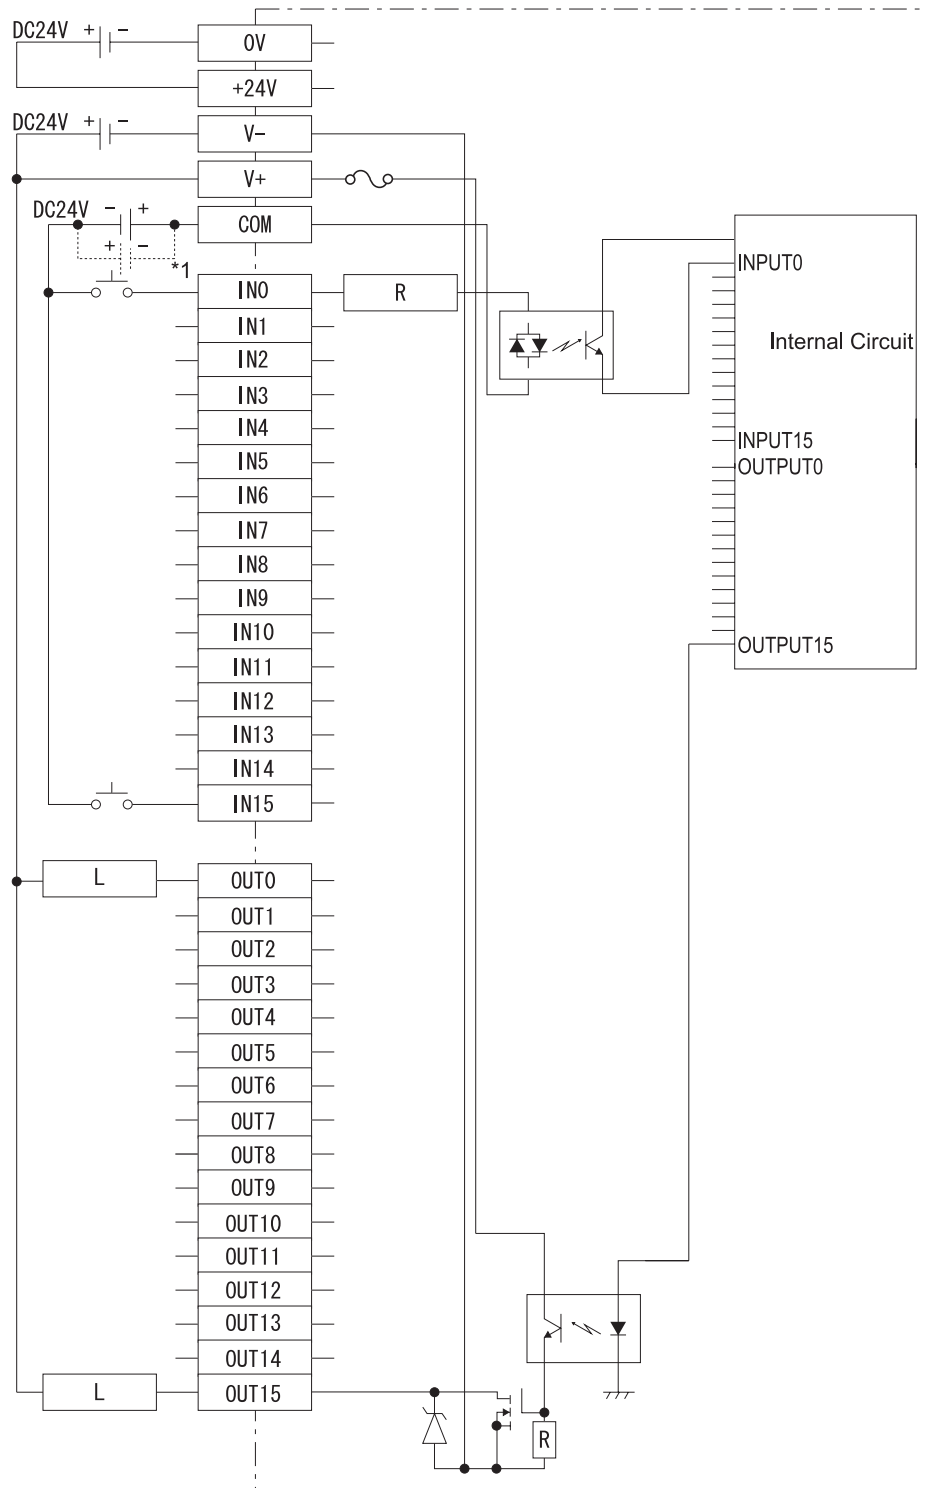 DC24V + −
0V
+24V
DC24V + −
V-
V+
DC24V − +
COM
+ −
*1
IN0
R
INPUT0
IN1
Internal Circuit
IN2
IN3
IN4
INPUT15
IN5
OUTPUT0
IN6
IN7
IN8
IN9
IN10
OUTPUT15
IN11
IN12
IN13
IN14
IN15
L
OUT0
OUT1
OUT2
OUT3
OUT4
OUT5
OUT6
OUT7
OUT8
OUT9
OUT10
OUT11
OUT12
OUT13
OUT14
L
OUT15
R